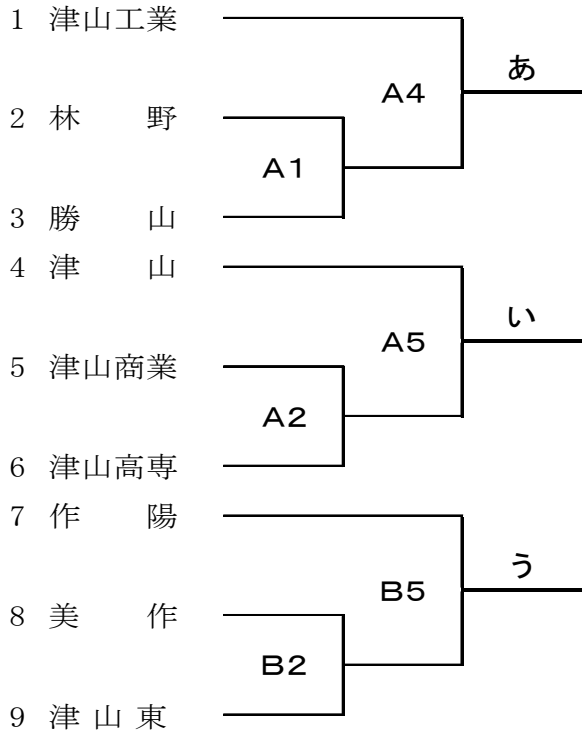 1 津山工業
あ
A4
2 林 野
A1
3 勝 山
4 津 山
い
A5
5 津山商業
A2
6 津山高専
7 作 陽
う
B5
8 美 作
B2
9 津山東